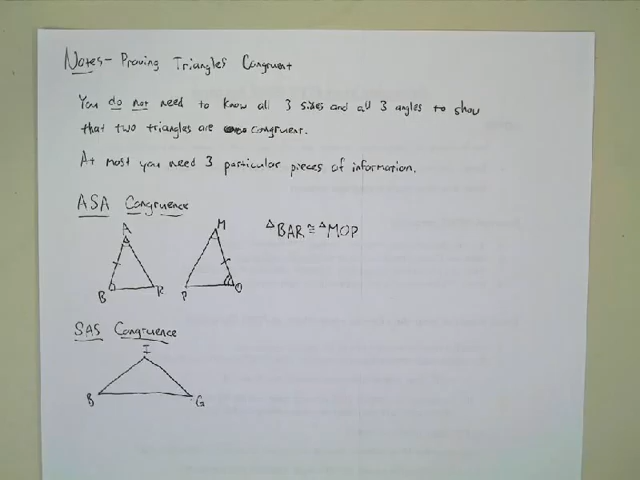 Notes - Proving Triangles Congruent
You do not need to know all 3 sides and all 3 angles to show
that two triangles are congruent.
At most you need 3 particular pieces of information.
ASA Congruence
A
B
R
M
P
O
△BAR ≅ △MOP
SAS Congruence
I
B
G